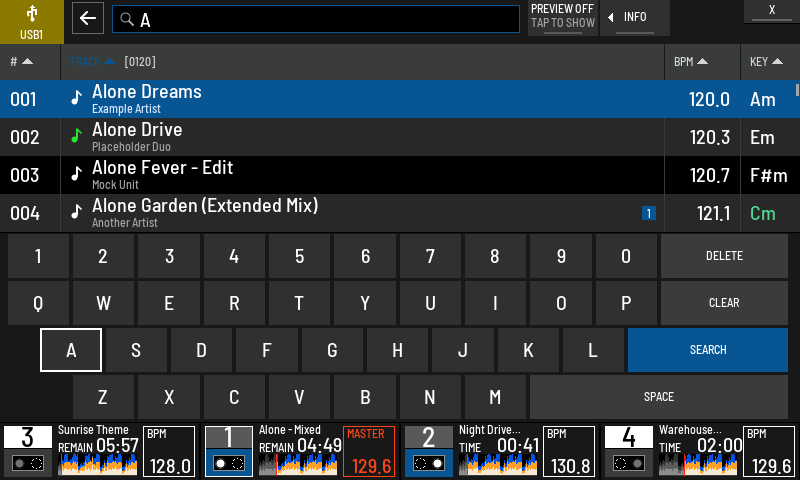 USB1
A
PREVIEW OFF
TAP TO SHOW
INFO
X
# TRACK [0120] BPM KEY
001 Alone Dreams 120.0 Am
Example Artist
002 Alone Drive 120.3 Em
Placeholder Duo
003 Alone Fever - Edit 120.7 F#m
Mock Unit
004 Alone Garden (Extended Mix) 1 121.1 Cm
Another Artist
1 2 3 4 5 6 7 8 9 0 DELETE
Q W E R T Y U I O P CLEAR
A S D F G H J K L SEARCH
Z X C V B N M SPACE
3 Sunrise Theme
REMAIN 05:57
BPM
128.0
1 Alone - Mixed
REMAIN 04:49
MASTER
129.6
2 Night Drive...
TIME 00:41
BPM
130.8
4 Warehouse...
TIME 02:00
BPM
129.6